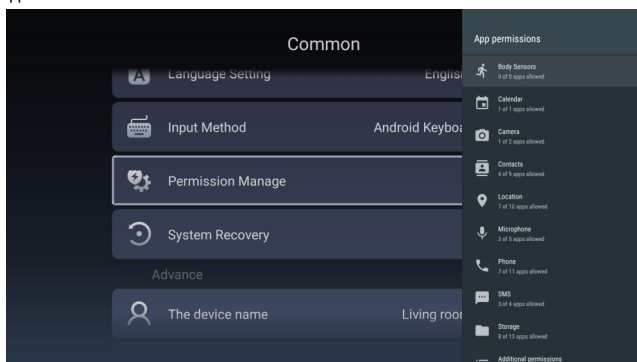 Common
Language Setting
Input Method
Android Keyboa
Permission Manage
System Recovery
Advance
The device name
Living roor
App permissions
Body Sensors
0 of 0 apps allowed
Calendar
1 of 1 apps allowed
Camera
1 of 2 apps allowed
Contacts
4 of 9 apps allowed
Location
7 of 10 apps allowed
Microphone
2 of 5 apps allowed
Phone
7 of 11 apps allowed
SMS
3 of 4 apps allowed
Storage
8 of 13 apps allowed
Additional permissions